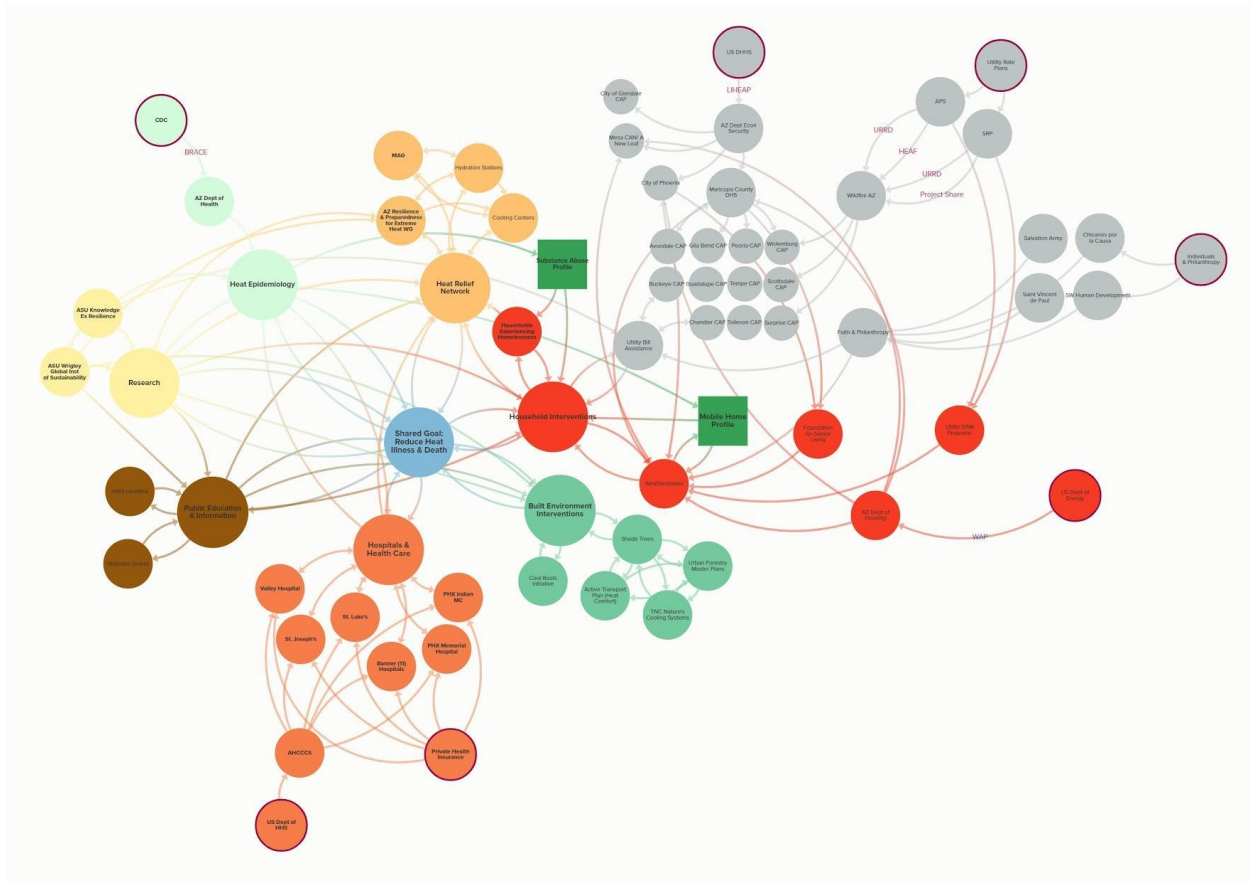 US DHHS
Utility Rate
Plans
LIHEAP
City of Glendale
CAP
APS
CDC
AZ Dept Econ
Security
URRD
SRP
Mesa CAN/ A
New Leaf
BRACE
HEAF
MAG
Hydration Stations
URRD
City of Phoenix
Maricopa County
DHS
Wildfire AZ
Project Share
AZ Dept of
Health
AZ Resilience
& Preparedness
for Extreme
Heat WG
Cooling Centers
Salvation Army
Chicanos por
la Causa
Avondale CAP
Gila Bend CAP
Peoria CAP
Wickenburg
CAP
Substance Abuse
Profile
Individuals
& Philanthropy
Heat Epidemiology
Heat Relief
Network
Buckeye CAP
Guadalupe CAP
Tempe CAP
Scottsdale
CAP
Saint Vincent
de Paul
SW Human Development
ASU Knowledge
Ex Resilience
Households
Experiencing
Homelessness
Chandler CAP
Tolleson CAP
Surprise CAP
Faith & Philanthropy
Utility Bill
Assistance
ASU Wrigley
Global Inst
of Sustainability
Research
Household Interventions
Mobile Home
Profile
Shared Goal:
Reduce Heat
Illness & Death
Foundation
for Senior
Living
Utility DSM
Programs
Weatherization
US Dept of
Energy
Public Education
& Information
Built Environment
Interventions
AZ Dept of
Housing
WAP
Shade Trees
Hospitals &
Health Care
Urban Forestry
Master Plans
Cool Roofs
Initiative
Active Transport
Plan (Heat
Comfort)
TNC Nature's
Cooling Systems
Valley Hospital
PHX Indian
MC
St. Luke's
St. Joseph's
PHX Memorial
Hospital
Banner (11)
Hospitals
AHCCCS
Private Health
Insurance
US Dept of
HHS